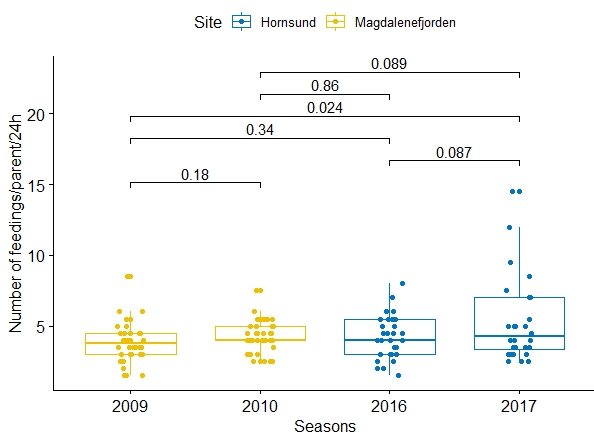 Site Hornsund Magdalenefjorden
Number of feedings/parent/24h
20
15
10
5
0.089
0.86
0.024
0.34
0.087
0.18
2009 2010 2016 2017
Seasons